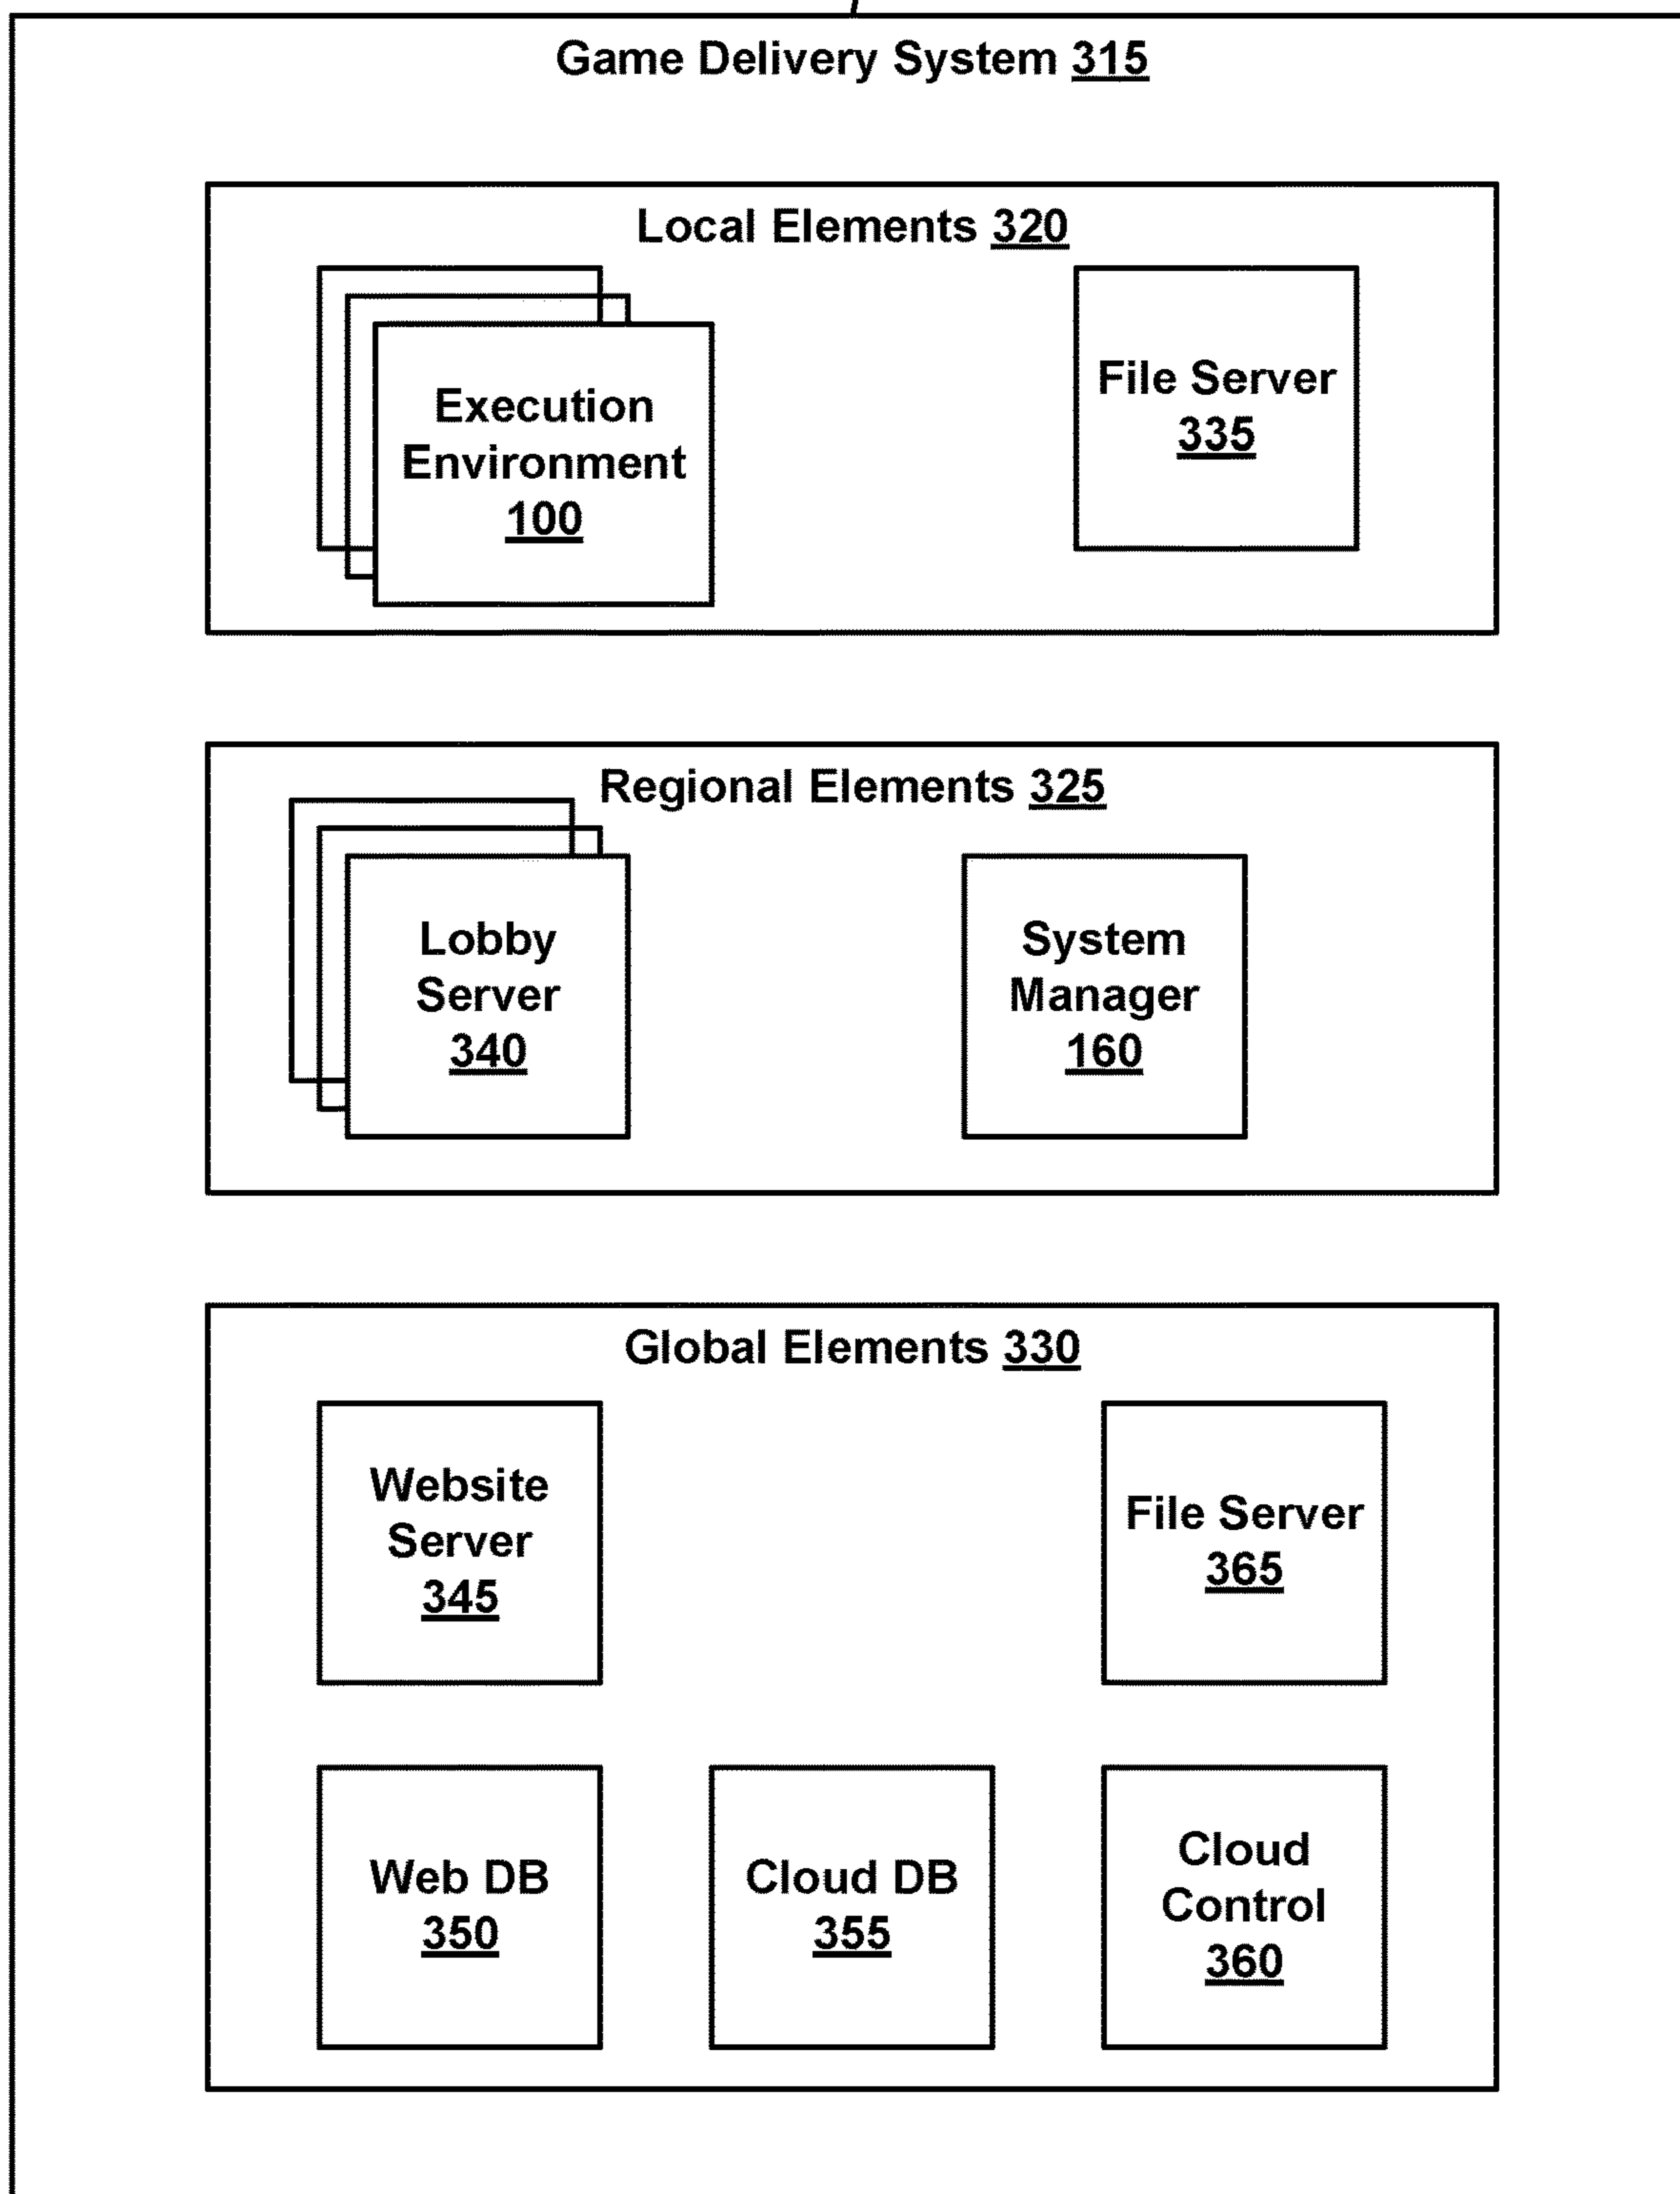 Game Delivery System 315
Local Elements 320
Execution
Environment
100
File Server
335
Regional Elements 325
Lobby
Server
340
System
Manager
160
Global Elements 330
Website
Server
345
File Server
365
Web DB
350
Cloud DB
355
Cloud
Control
360